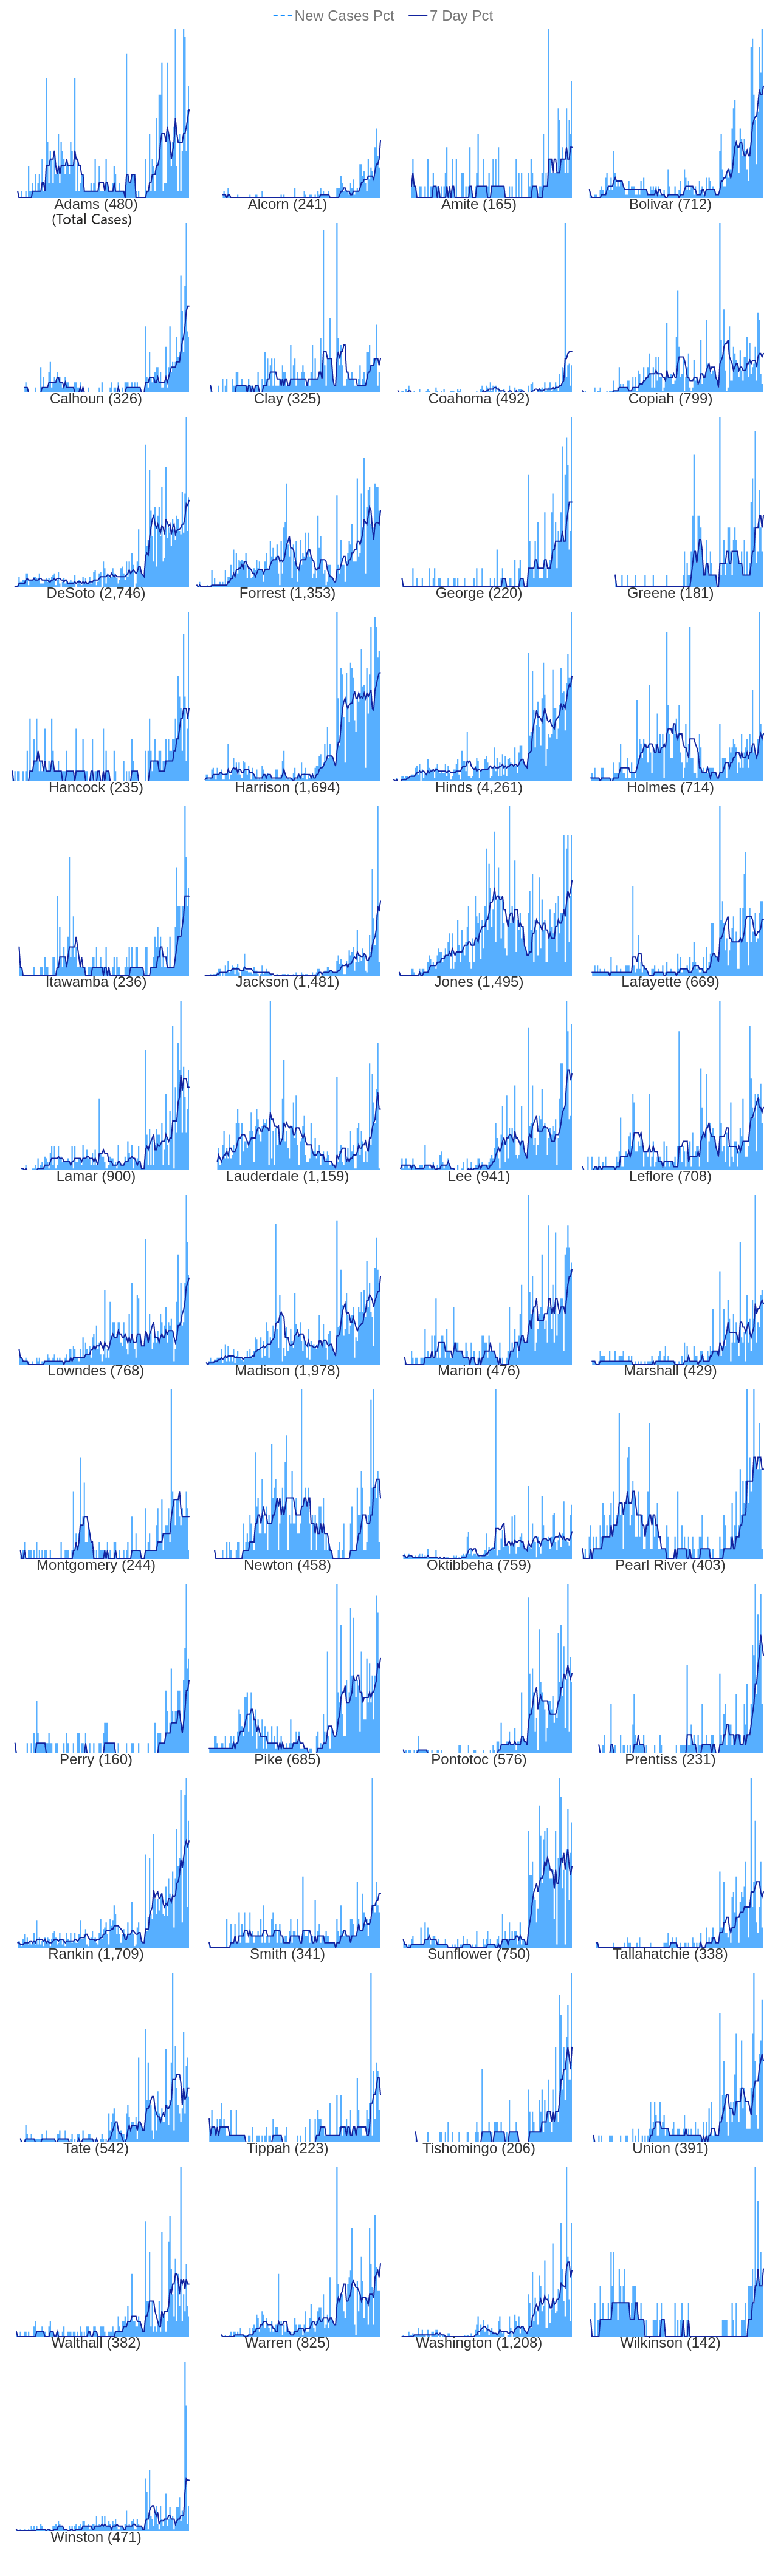 New Cases Pct 7 Day Pct
Adams (480) Alcorn (241) Amite (165) Bolivar (712)
(Total Cases)
Calhoun (326) Clay (325) Coahoma (492) Copiah (799)
DeSoto (2,746) Forrest (1,353) George (220) Greene (181)
Hancock (235) Harrison (1,694) Hinds (4,261) Holmes (714)
Itawamba (236) Jackson (1,481) Jones (1,495) Lafayette (669)
Lamar (900) Lauderdale (1,159) Lee (941) Leflore (708)
Lowndes (768) Madison (1,978) Marion (476) Marshall (429)
Montgomery (244) Newton (458) Oktibbeha (759) Pearl River (403)
Perry (160) Pike (685) Pontotoc (576) Prentiss (231)
Rankin (1,709) Smith (341) Sunflower (750) Tallahatchie (338)
Tate (542) Tippah (223) Tishomingo (206) Union (391)
Walthall (382) Warren (825) Washington (1,208) Wilkinson (142)
Winston (471)